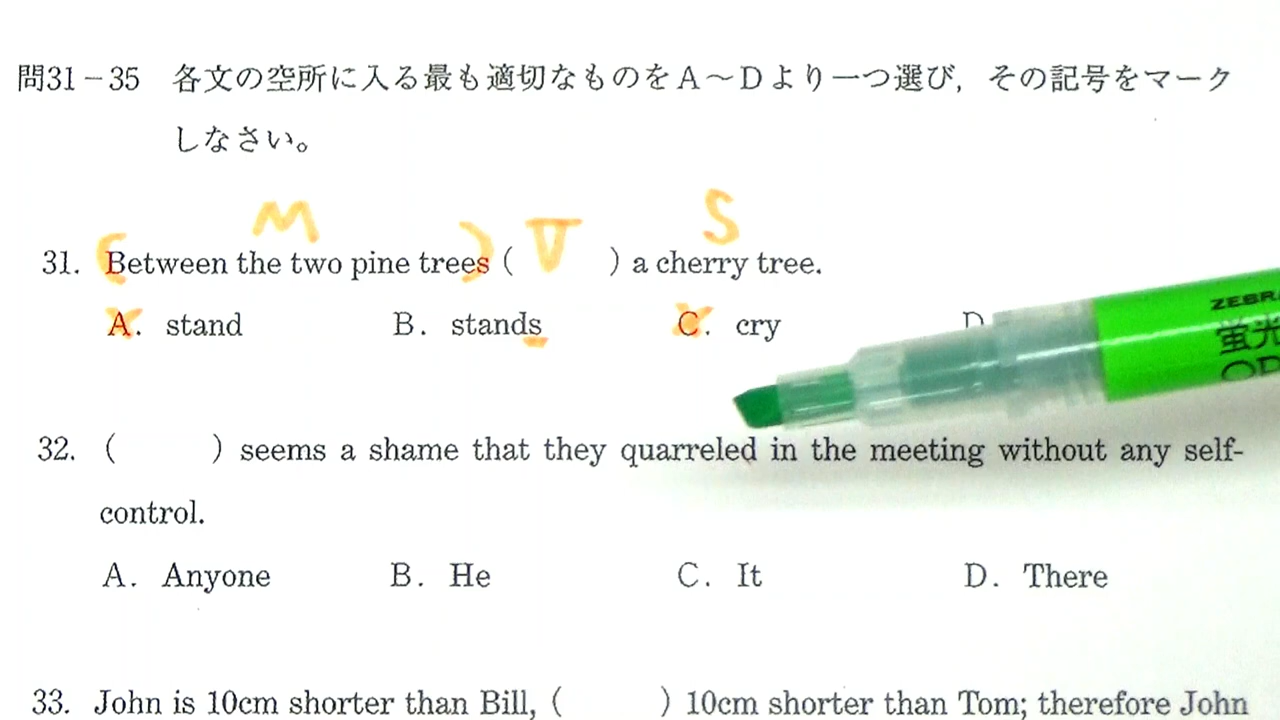 問31－35 各文の空所に入る最も適切なものをＡ～Ｄより一つ選び，その記号をマーク
しなさい。
M V S
31. (Between the two pine trees) ( ) a cherry tree.
A. stand B. stands C. cry D
ZEBRA
蛍光
32. ( ) seems a shame that they quarreled in the meeting without any self-
control.
A. Anyone B. He C. It D. There
33. John is 10cm shorter than Bill, ( ) 10cm shorter than Tom; therefore John